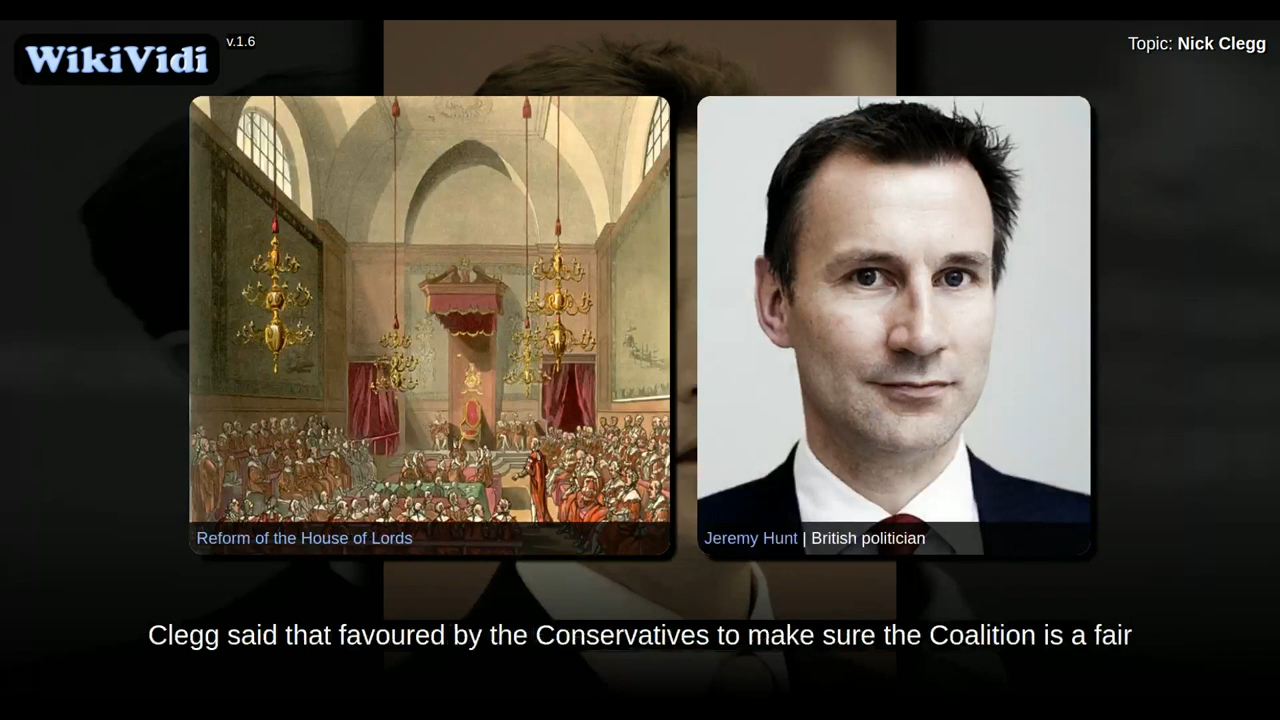 WikiVidi
v.1.6
Topic: Nick Clegg
Reform of the House of Lords
Jeremy Hunt | British politician
Clegg said that favoured by the Conservatives to make sure the Coalition is a fair